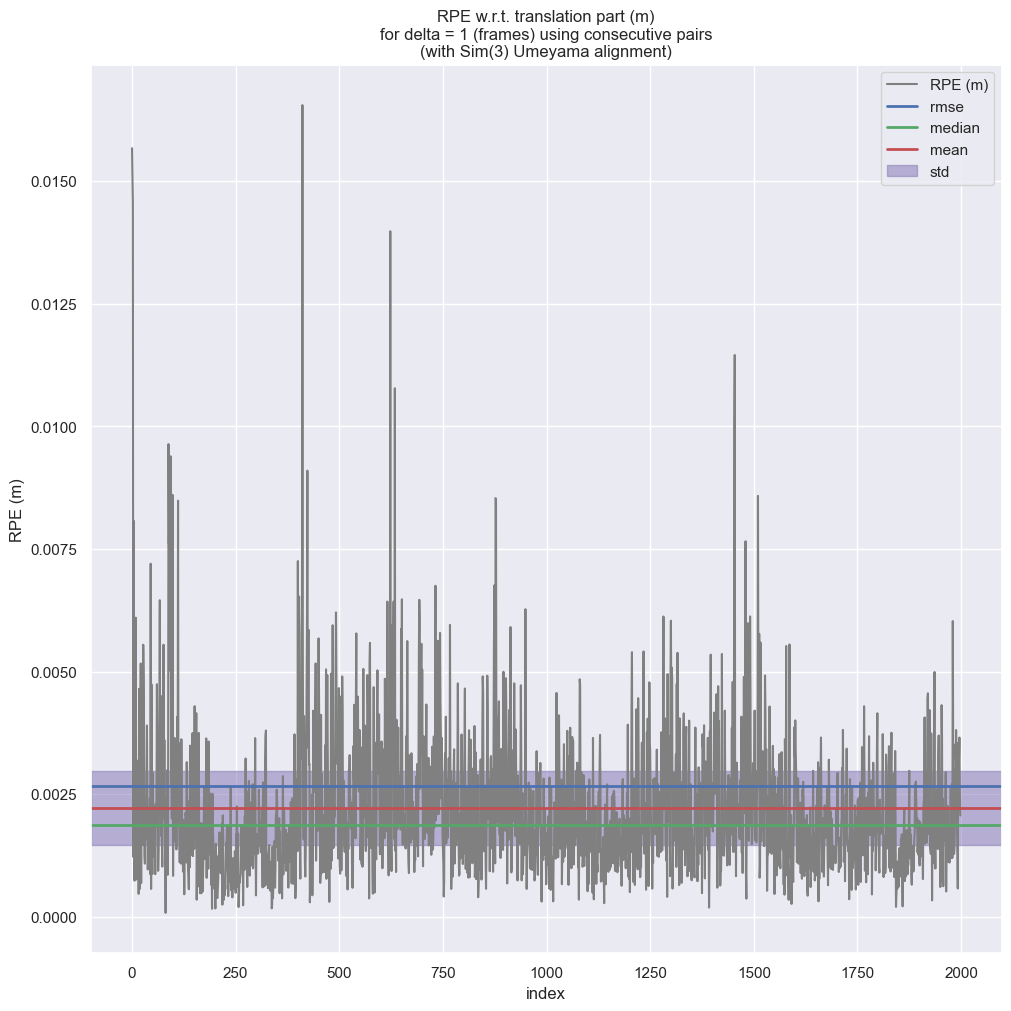 RPE w.r.t. translation part (m)
for delta = 1 (frames) using consecutive pairs
(with Sim(3) Umeyama alignment)
RPE (m)
rmse
median
mean
std
0.0150
0.0125
0.0100
0.0075
0.0050
0.0025
0.0000
RPE (m)
0
250
500
750
1000
1250
1500
1750
2000
index